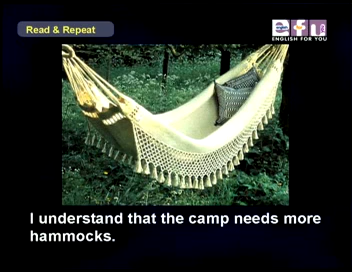 Read & Repeat
efu
ENGLISH FOR YOU
I understand that the camp needs more
hammocks.